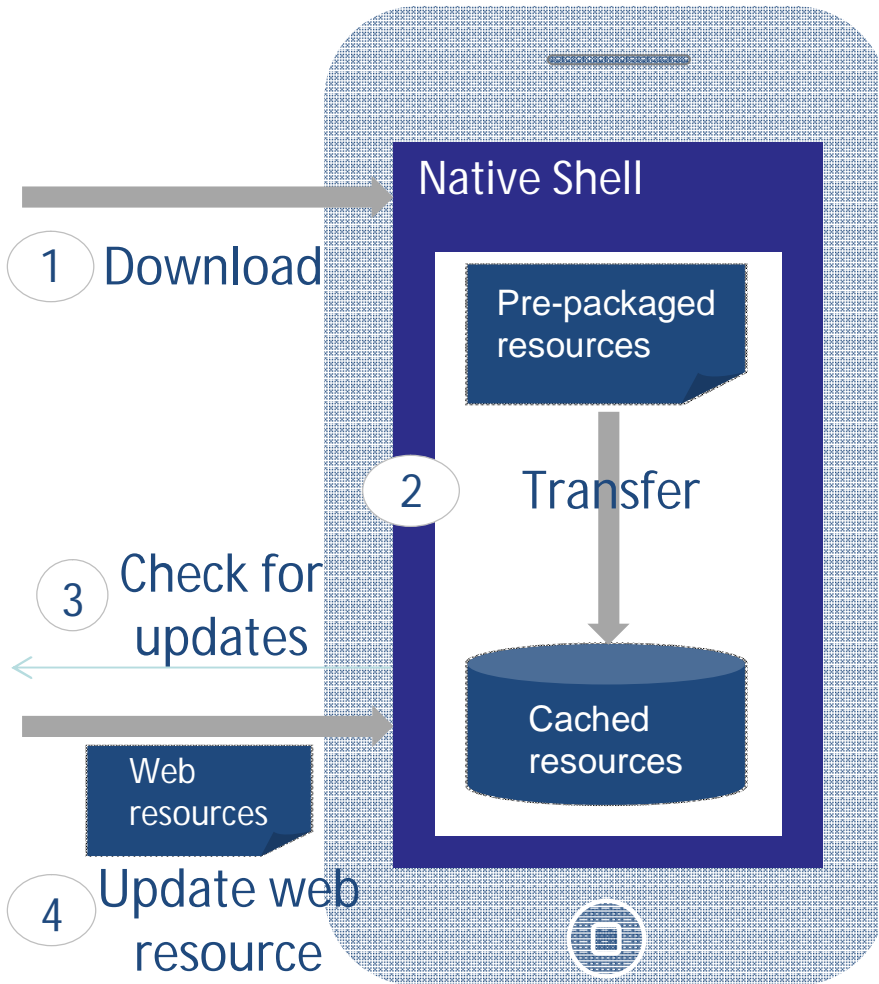 Native Shell
1 Download
Pre-packaged
resources
2 Transfer
3 Check for
updates
Cached
resources
Web
resources
4 Update web
resource